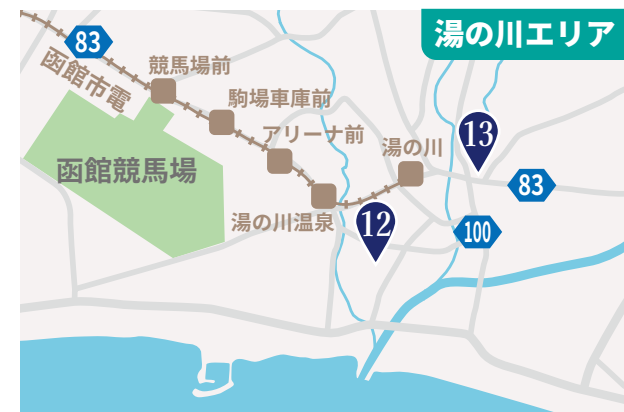 湯の川エリア
83
函館市電
競馬場前
駒場車庫前
アリーナ前
湯の川
13
函館競馬場
83
湯の川温泉
12
100